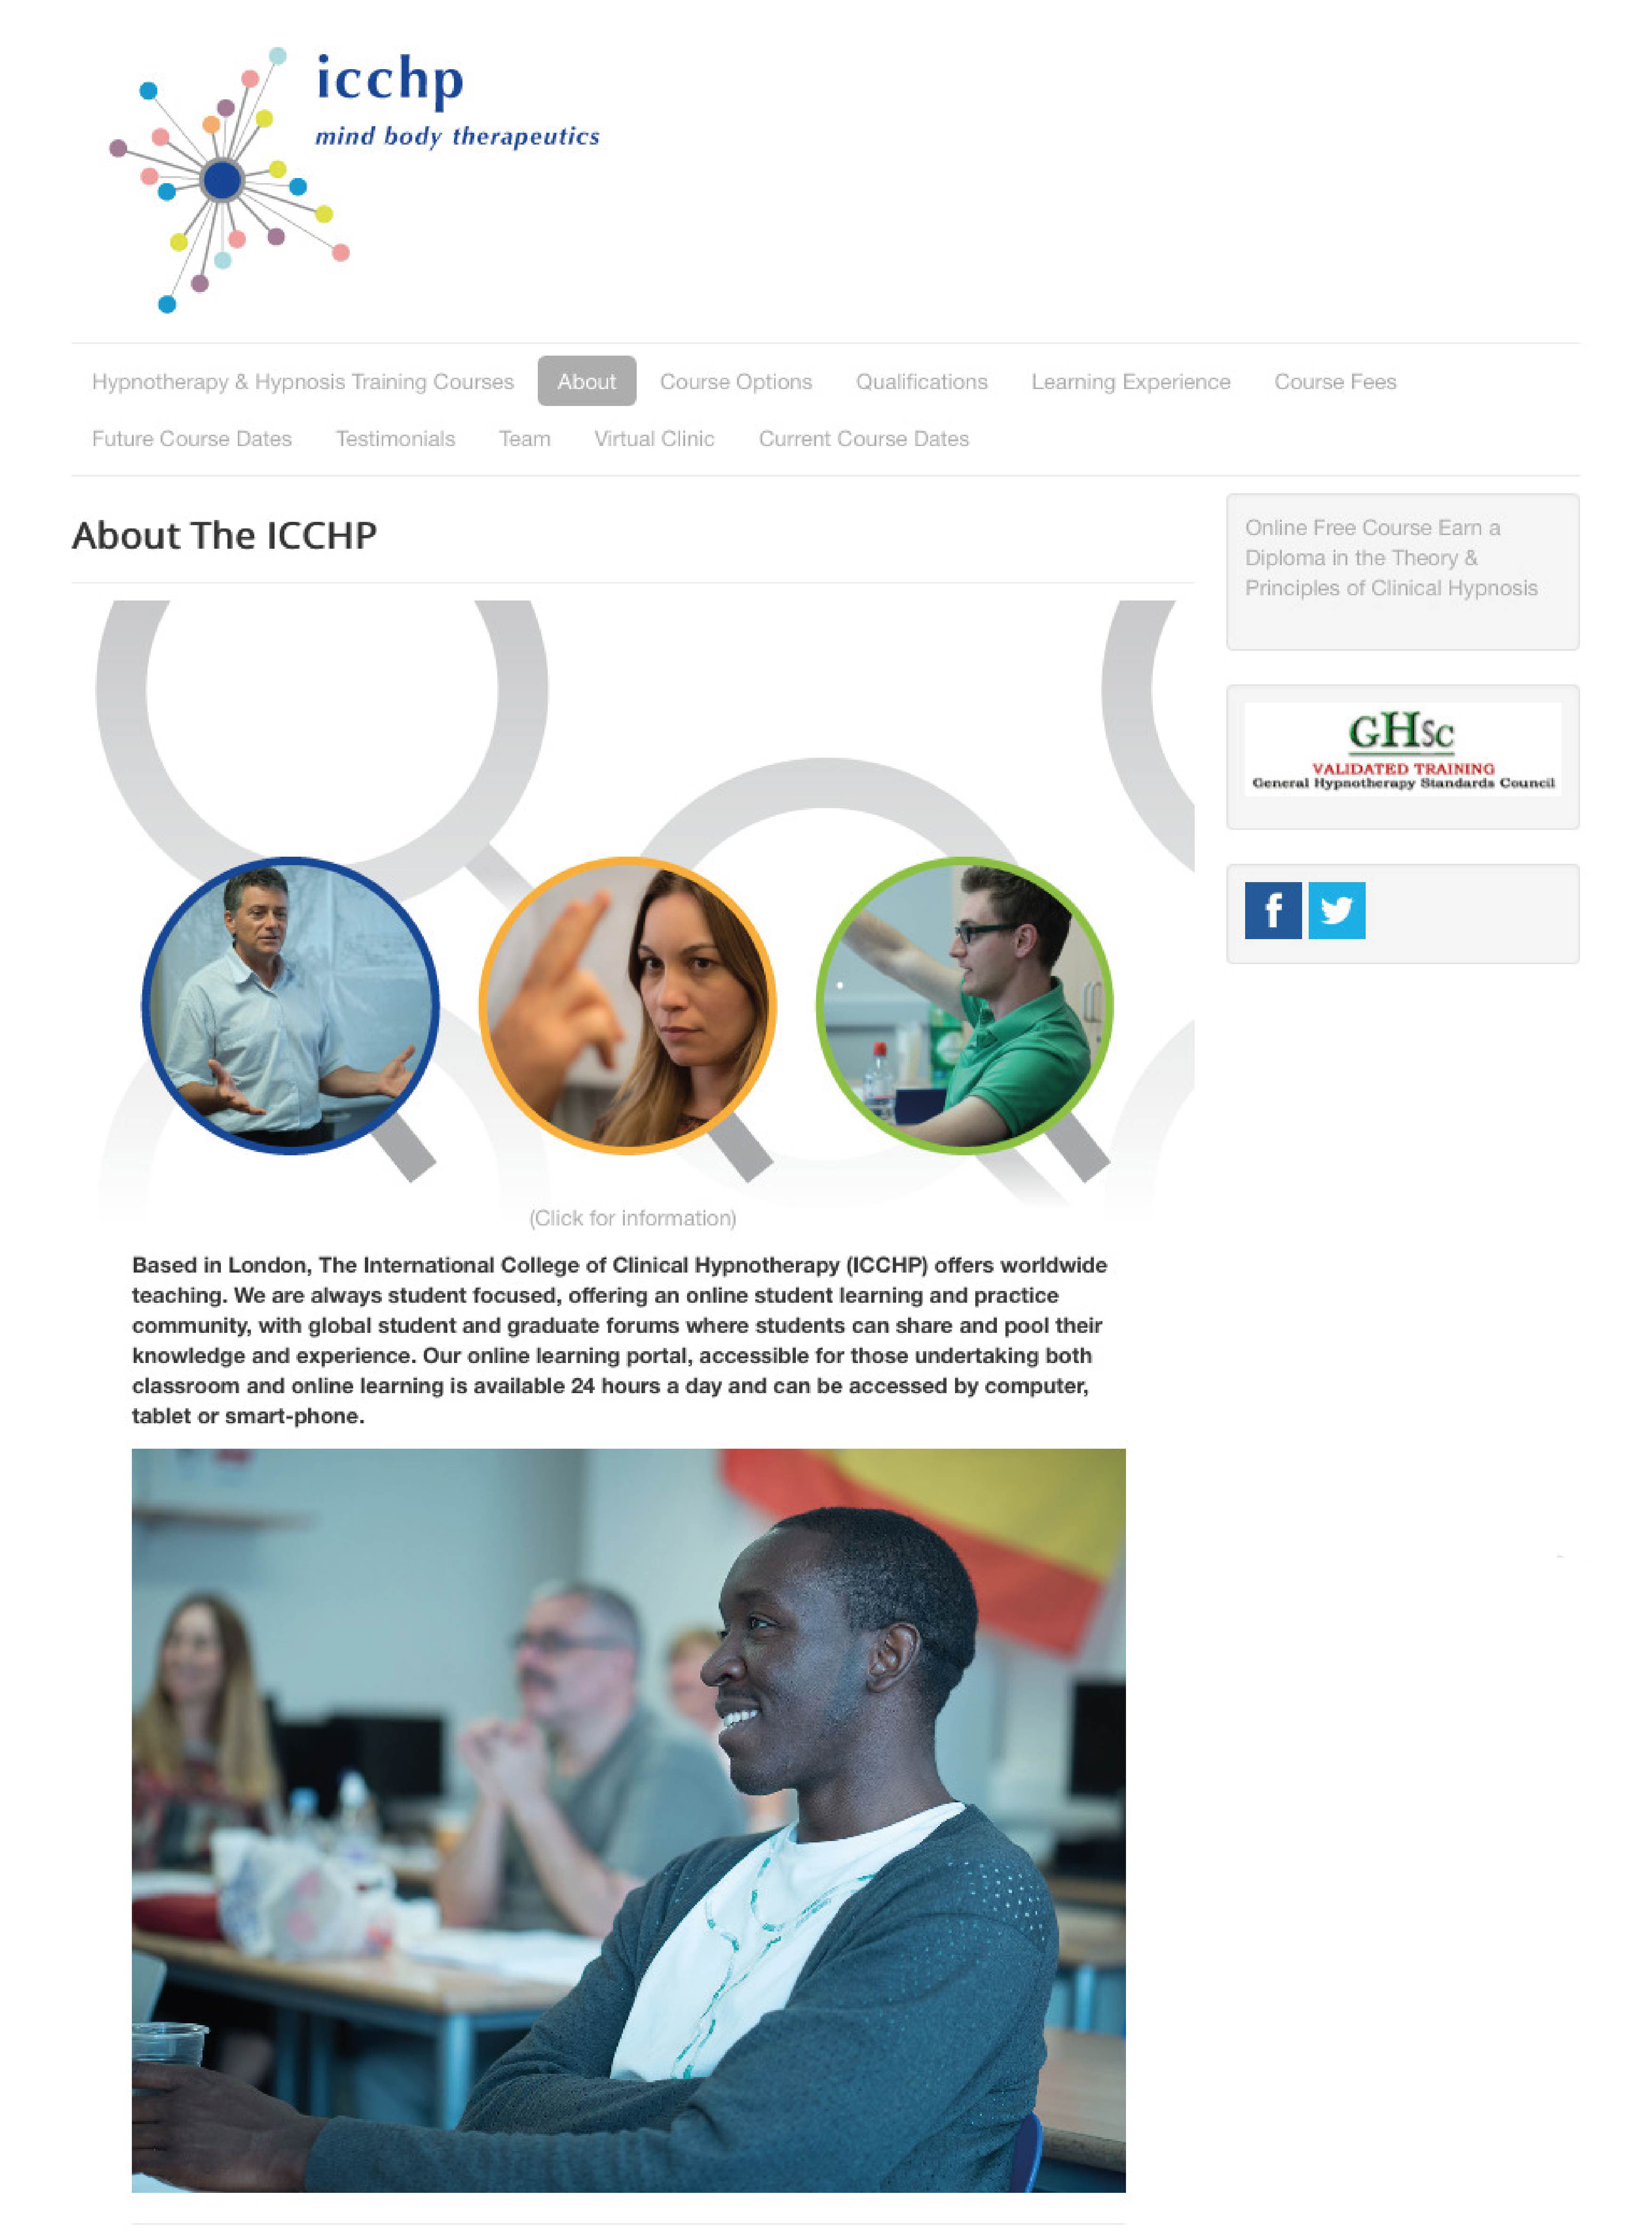 icchp
mind body therapeutics
Hypnotherapy & Hypnosis Training Courses About Course Options Qualifications Learning Experience Course Fees
Future Course Dates Testimonials Team Virtual Clinic Current Course Dates
About The ICCHP
Online Free Course Earn a
Diploma in the Theory &
Principles of Clinical Hypnosis
GHSC
VALIDATED TRAINING
General Hypnotherapy Standards Council
f
(Click for information)
Based in London, The International College of Clinical Hypnotherapy (ICCHP) offers worldwide
teaching. We are always student focused, offering an online student learning and practice
community, with global student and graduate forums where students can share and pool their
knowledge and experience. Our online learning portal, accessible for those undertaking both
classroom and online learning is available 24 hours a day and can be accessed by computer,
tablet or smart-phone.